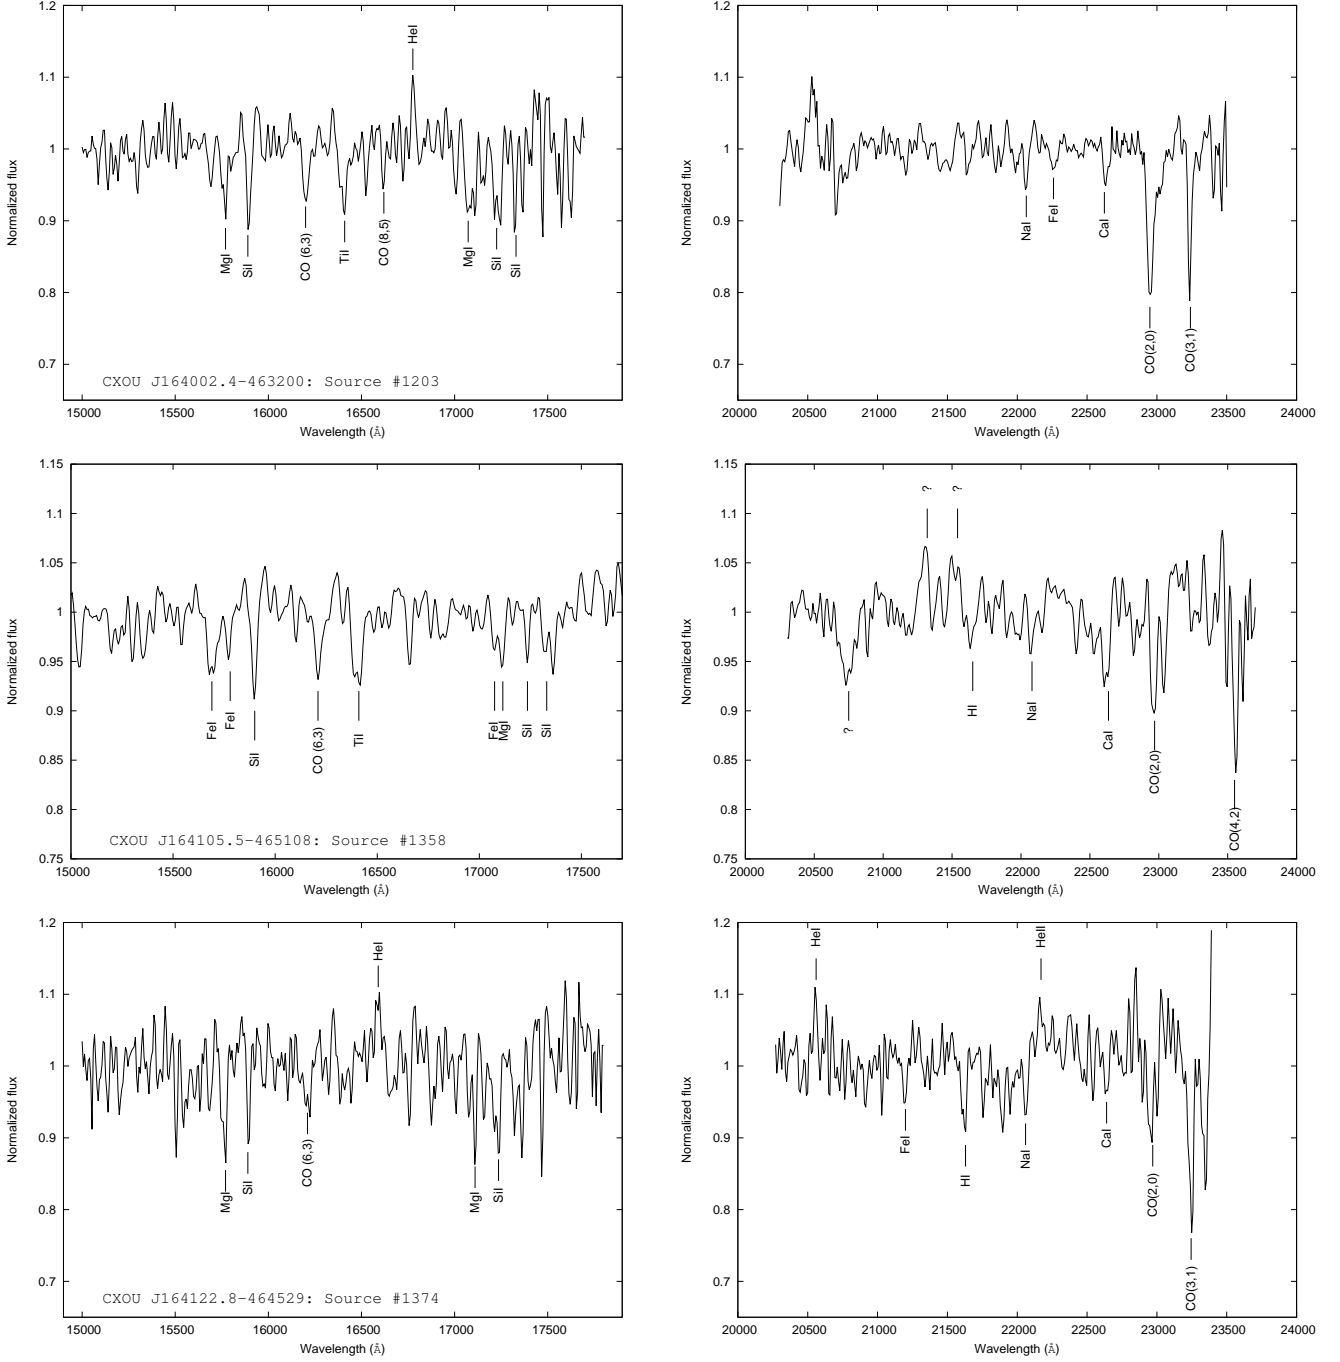 1.2
1.1
1
0.9
0.8
0.7
Normalized flux
HeI
MgI
SiI
CO (6,3)
TiI
CO (8,5)
MgI
SiI
SiI
CXOU J164002.4-463200: Source #1203
15000 15500 16000 16500 17000 17500
Wavelength (Å)
1.2
1.1
1
0.9
0.8
0.7
Normalized flux
NaI
FeI
CaI
CO(2,0)
CO(3,1)
20000 20500 21000 21500 22000 22500 23000 23500 24000
Wavelength (Å)
1.15
1.1
1.05
1
0.95
0.9
0.85
0.8
0.75
Normalized flux
FeI
FeI
SiI
CO (6,3)
TiI
FeI
MgI
SiI
SiI
CXOU J164105.5-465108: Source #1358
15000 15500 16000 16500 17000 17500
Wavelength (Å)
1.15
1.1
1.05
1
0.95
0.9
0.85
0.8
0.75
Normalized flux
?
?
?
HI
NaI
CaI
CO(2,0)
CO(4,2)
20000 20500 21000 21500 22000 22500 23000 23500 24000
Wavelength (Å)
1.2
1.1
1
0.9
0.8
0.7
Normalized flux
HeI
MgI
SiI
CO (6,3)
MgI
SiI
CXOU J164122.8-464529: Source #1374
15000 15500 16000 16500 17000 17500
Wavelength (Å)
1.2
1.1
1
0.9
0.8
0.7
Normalized flux
HeI
HeII
FeI
HI
NaI
CaI
CO(2,0)
CO(3,1)
20000 20500 21000 21500 22000 22500 23000 23500 24000
Wavelength (Å)